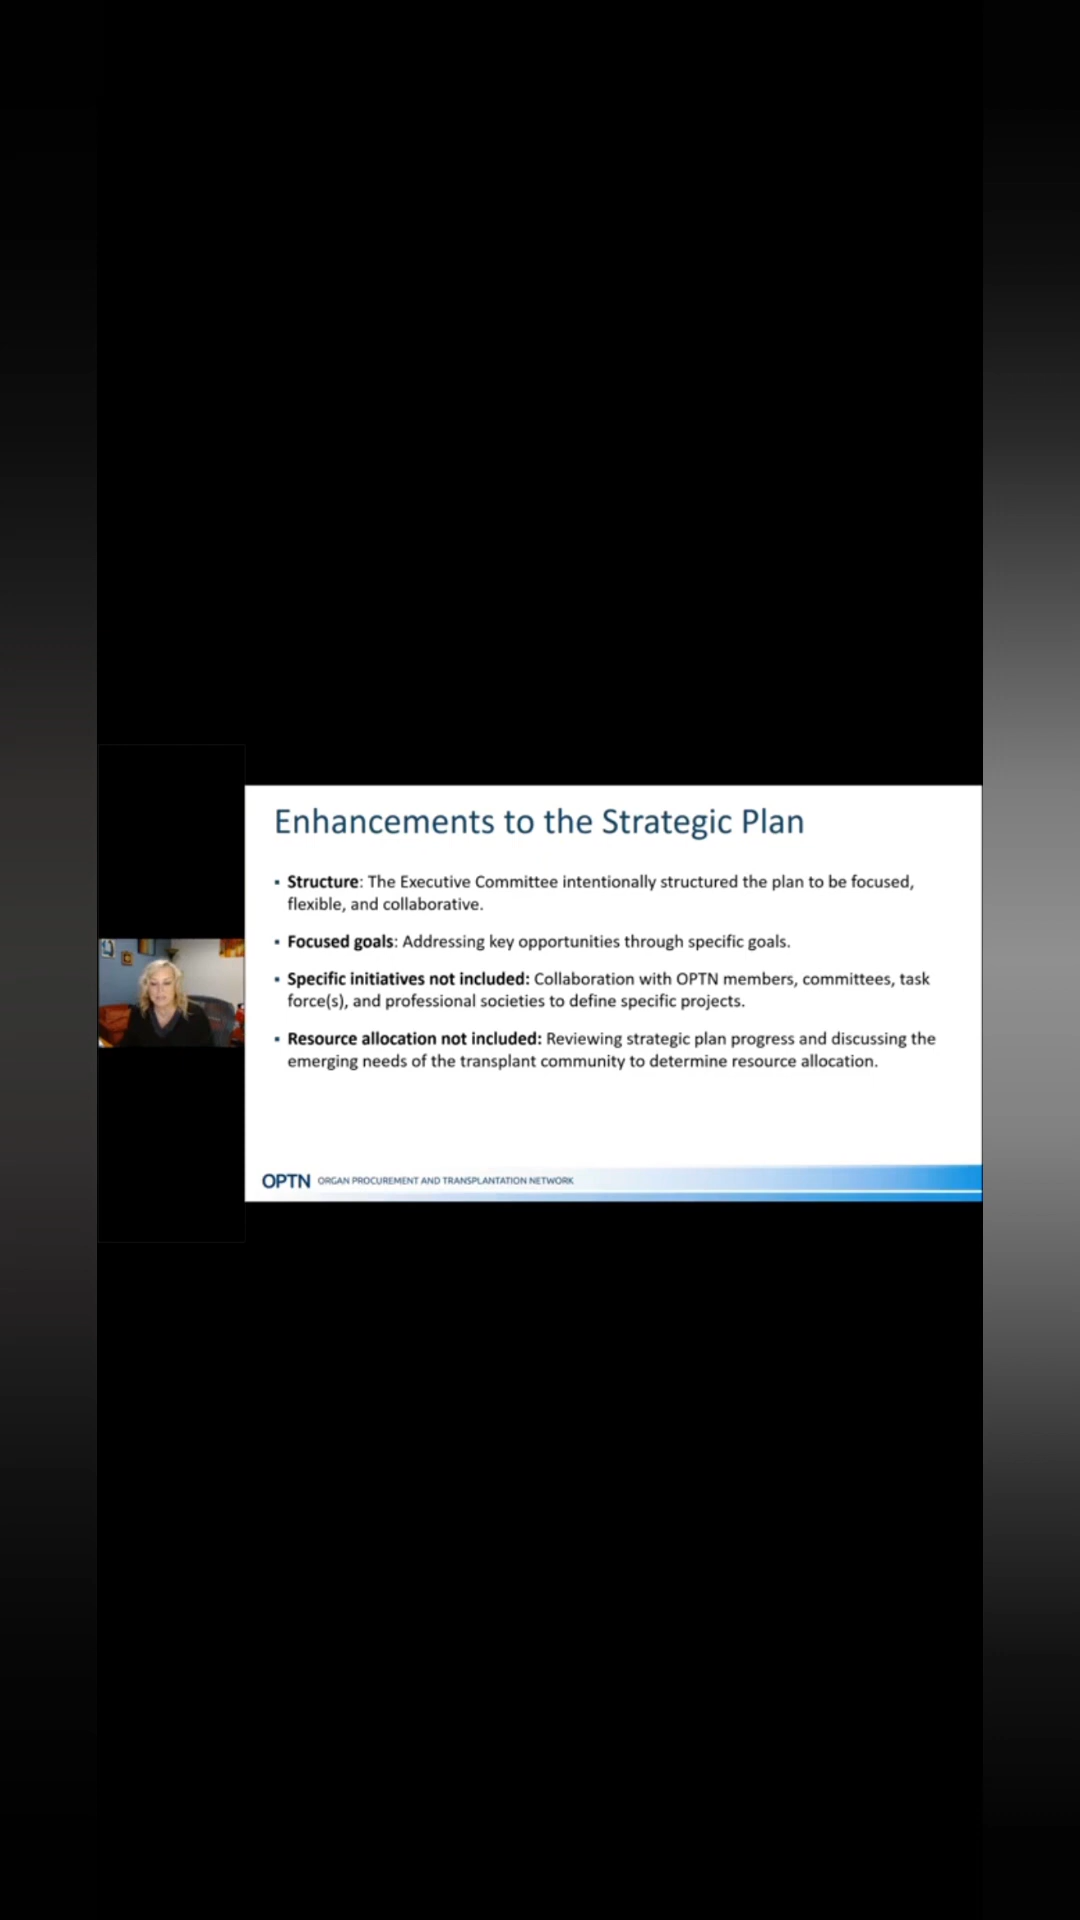 Enhancements to the Strategic Plan
▪ Structure: The Executive Committee intentionally structured the plan to be focused,
flexible, and collaborative.
▪ Focused goals: Addressing key opportunities through specific goals.
▪ Specific initiatives not included: Collaboration with OPTN members, committees, task
force(s), and professional societies to define specific projects.
▪ Resource allocation not included: Reviewing strategic plan progress and discussing the
emerging needs of the transplant community to determine resource allocation.
OPTN ORGAN PROCUREMENT AND TRANSPLANTATION NETWORK